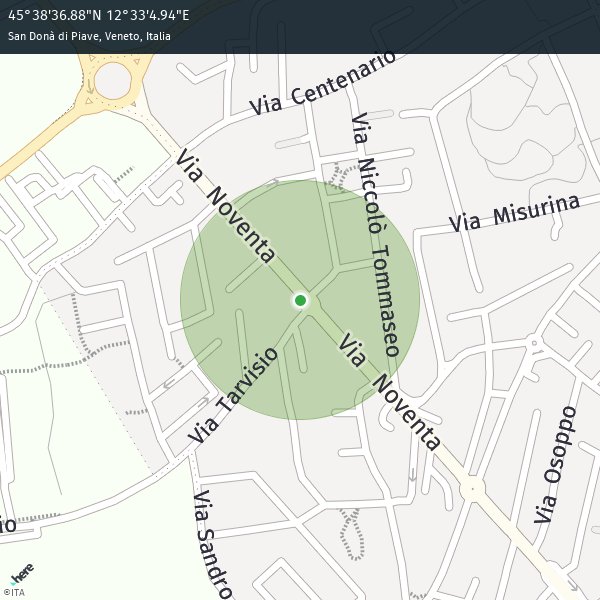 45°38'36.88"N 12°33'4.94"E
San Donà di Piave, Veneto, Italia
Via Centenario
Via Noventa
Via Niccolò Tommaseo
Via Misurina
Via Noventa
Via Tarvisio
Via Osoppo
Via Sandro
io
here
©ITA